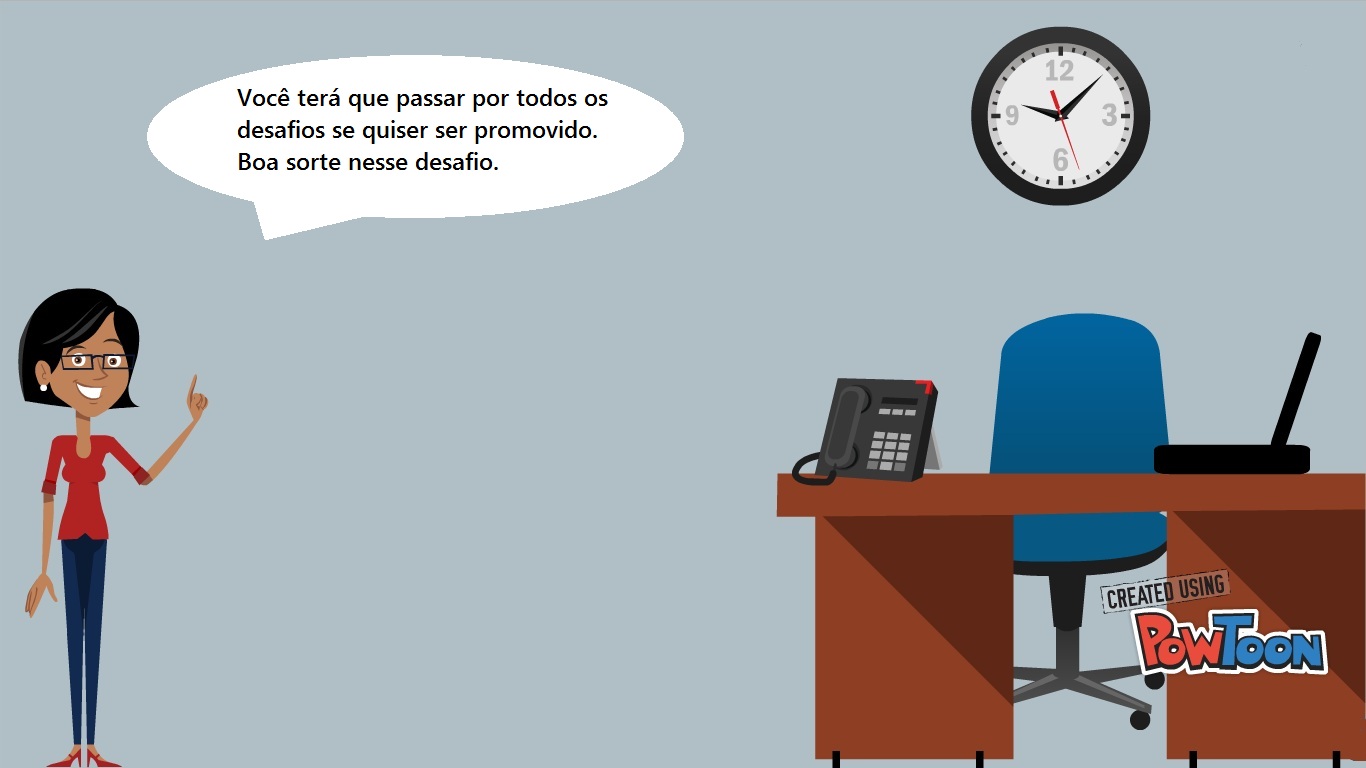 Você terá que passar por todos os
desafios se quiser ser promovido.
Boa sorte nesse desafio.
12
9
3
6
CREATED USING
POWTOON